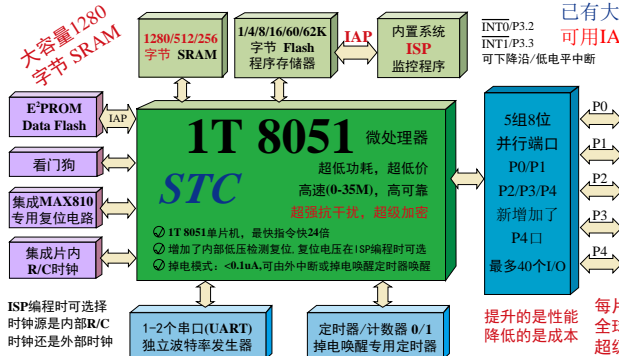 大容量1280
字节 SRAM
1280/512/256
字节 SRAM
1/4/8/16/60/62K
字节 Flash
程序存储器
IAP
内置系统
ISP
监控程序
INT0/P3.2
INT1/P3.3
可下降沿/低电平中断
已有大
可用IA
E²PROM
Data Flash
IAP
看门狗
集成MAX810
专用复位电路
集成片内
R/C时钟
ISP编程时可选择
时钟源是内部R/C
时钟还是外部时钟
1T 8051 微处理器
STC
超低功耗，超低价
高速(0-35M)，高可靠
超强抗干扰，超级加密
1T 8051单片机，最快指令快24倍
增加了内部低压检测复位,复位电压在ISP编程时可选
掉电模式：<0.1uA,可由外中断或掉电唤醒定时器唤醒
1-2个串口(UART)
独立波特率发生器
定时器/计数器 0/1
掉电唤醒专用定时器
5组8位
并行端口
P0/P1
P2/P3/P4
新增加了
P4口
最多40个I/O
P0
P1
P2
P3
P4
提升的是性能
降低的是成本
每片
全球
超级